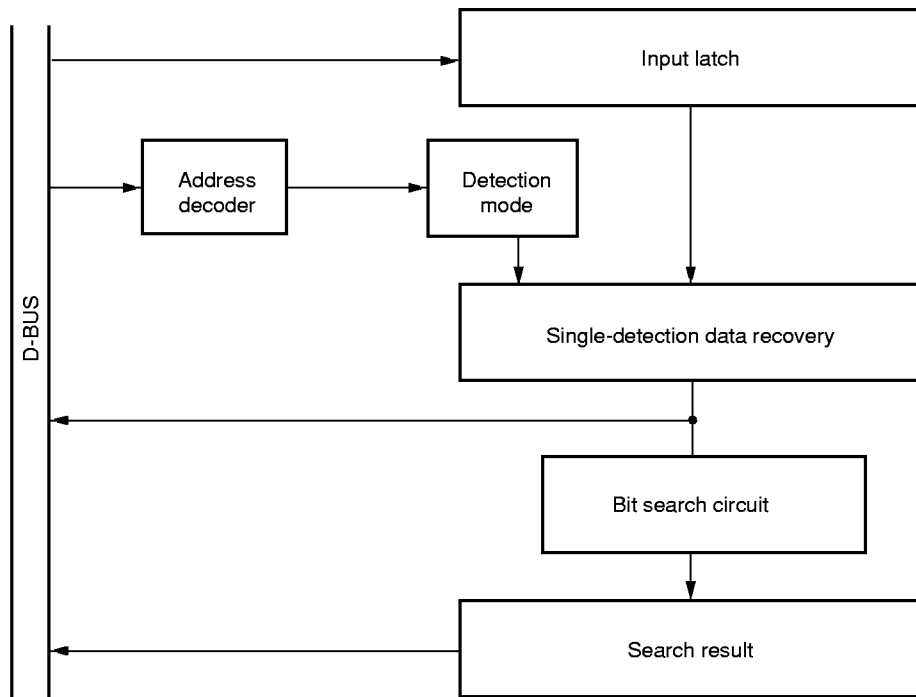 Input latch
Address
decoder
Detection
mode
D-BUS
Single-detection data recovery
Bit search circuit
Search result